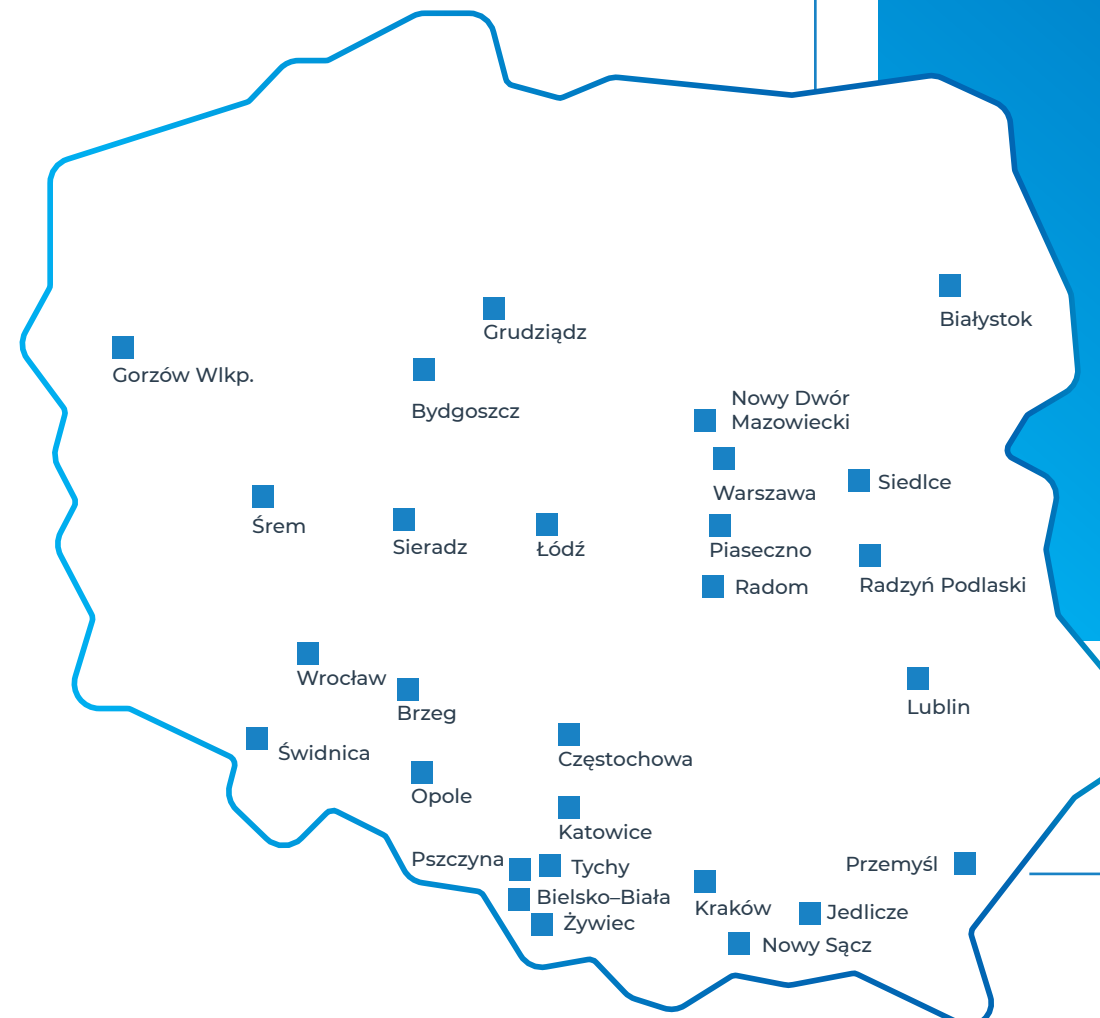 Białystok
Grudziądz
Gorzów Wlkp.
Bydgoszcz
Nowy Dwór
Mazowiecki
Warszawa
Siedlce
Śrem
Sieradz
Łódź
Piaseczno
Radom
Radzyń Podlaski
Wrocław
Brzeg
Lublin
Świdnica
Częstochowa
Opole
Katowice
Pszczyna
Tychy
Przemyśl
Bielsko–Biała
Kraków
Jedlicze
Żywiec
Nowy Sącz